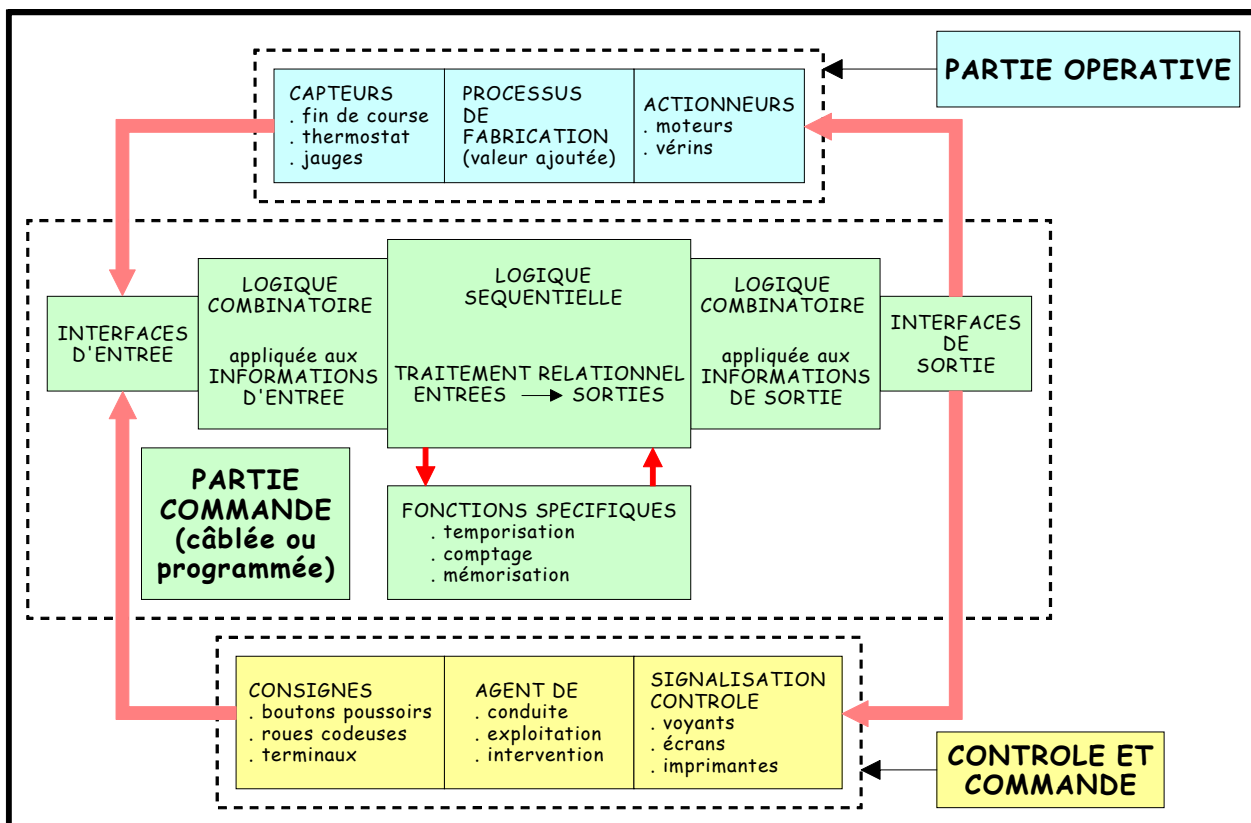 PARTIE OPERATIVE
CAPTEURS
. fin de course
. thermostat
. jauges
PROCESSUS
DE
FABRICATION
(valeur ajoutée)
ACTIONNEURS
. moteurs
. vérins
INTERFACES
D'ENTREE
LOGIQUE
COMBINATOIRE
appliquée aux
INFORMATIONS
D'ENTREE
LOGIQUE
SEQUENTIELLE
TRAITEMENT RELATIONNEL
ENTREES SORTIES
LOGIQUE
COMBINATOIRE
appliquée aux
INFORMATIONS
DE SORTIE
INTERFACES
DE
SORTIE
PARTIE
COMMANDE
(câblée ou
programmée)
FONCTIONS SPECIFIQUES
. temporisation
. comptage
. mémorisation
CONSIGNES
. boutons poussoirs
. roues codeuses
. terminaux
AGENT DE
. conduite
. exploitation
. intervention
SIGNALISATION
CONTROLE
. voyants
. écrans
. imprimantes
CONTROLE ET
COMMANDE